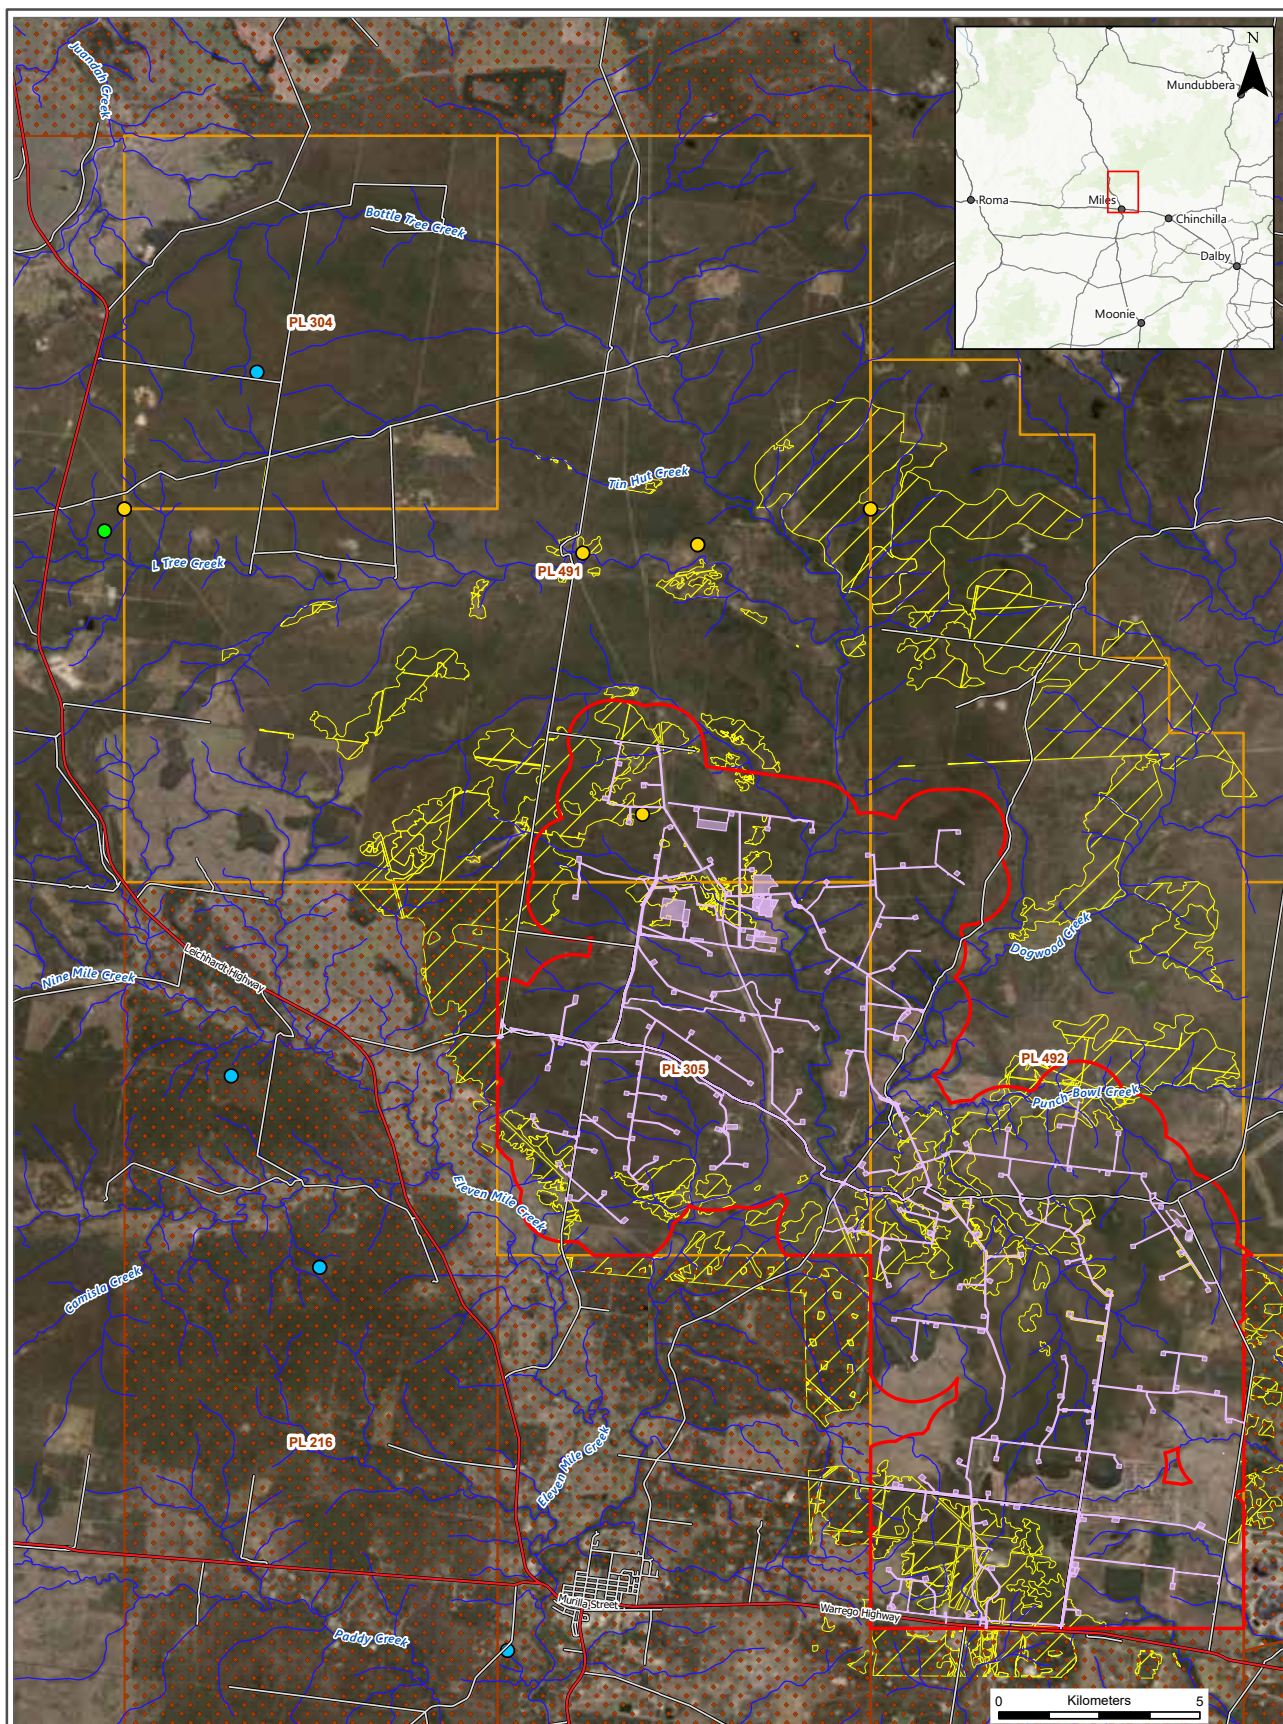 Juandah Creek
N
Mundubbera
Roma
Miles
Chinchilla
Dalby
Moonie
Bottle Tree Creek
PL 304
Tin Hut Creek
L Tree Creek
PL 491
Dogwood Creek
Nine Mile Creek
Leichhardt Highway
PL 305
PL 492
Punch-Bowl Creek
Eleven Mile Creek
Camisla Creek
PL 216
Eleven Mile Creek
Murilla Street
Warrego Highway
Paddy Creek
0 Kilometers 5